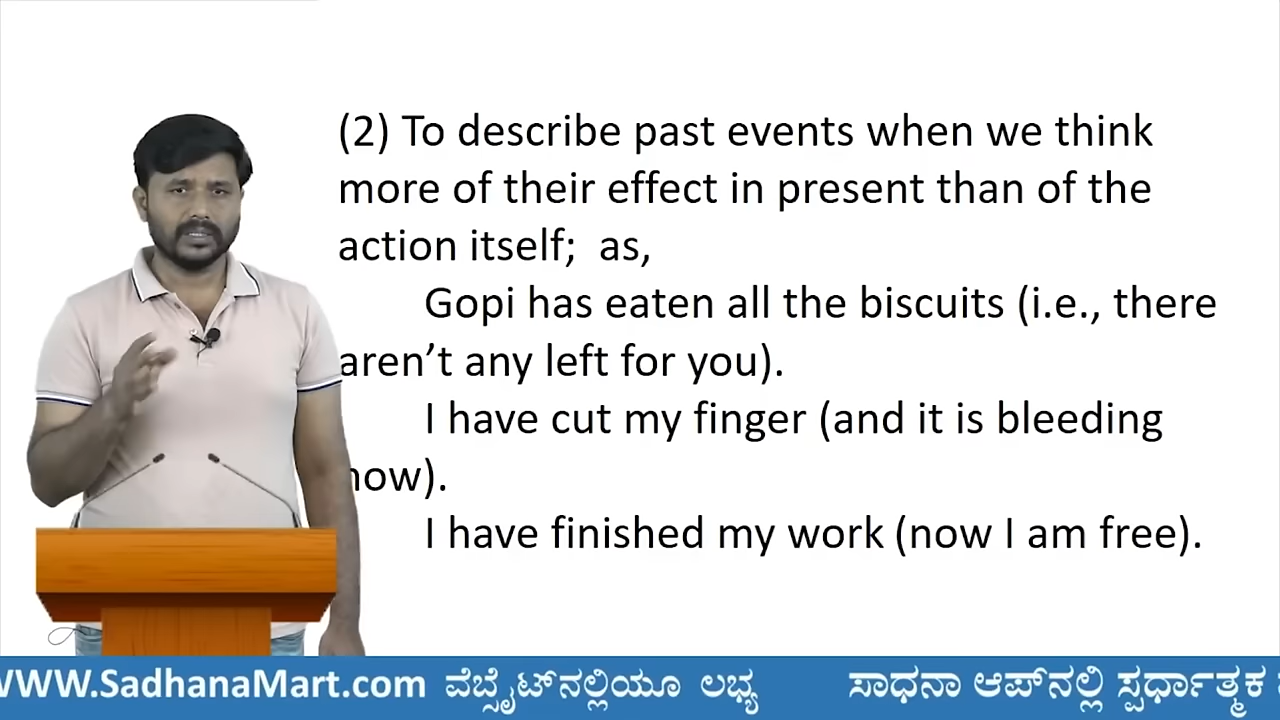 (2) To describe past events when we think
more of their effect in present than of the
action itself;  as,
Gopi has eaten all the biscuits (i.e., there
aren’t any left for you).
I have cut my finger (and it is bleeding
now).
I have finished my work (now I am free).
WWW.SadhanaMart.com ವೆಬ್ಸೈಟ್‌ನಲ್ಲಿಯೂ ಲಭ್ಯ ಸಾಧನಾ ಆಪ್‌ನಲ್ಲಿ ಸ್ಪರ್ಧಾತ್ಮಕ